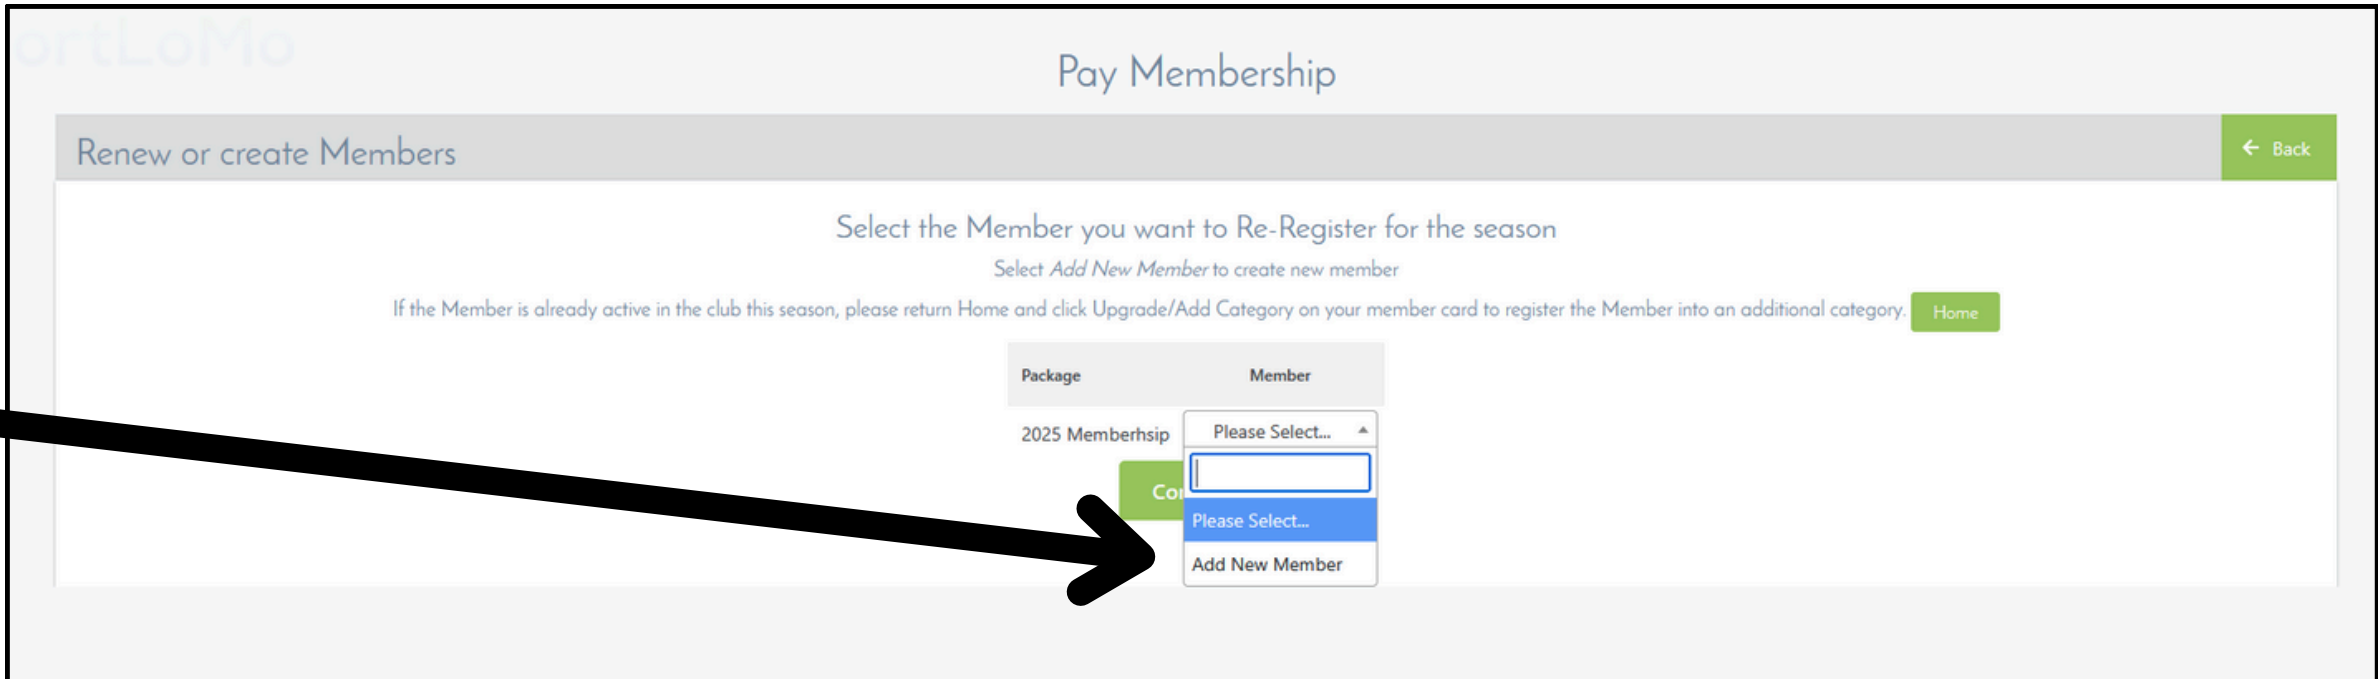 ortLoMo
Pay Membership
Renew or create Members
← Back
Select the Member you want to Re-Register for the season
Select Add New Member to create new member
If the Member is already active in the club this season, please return Home and click Upgrade/Add Category on your member card to register the Member into an additional category. Home
Package Member
2025 Memberhsip Please Select...
Please Select...
Add New Member